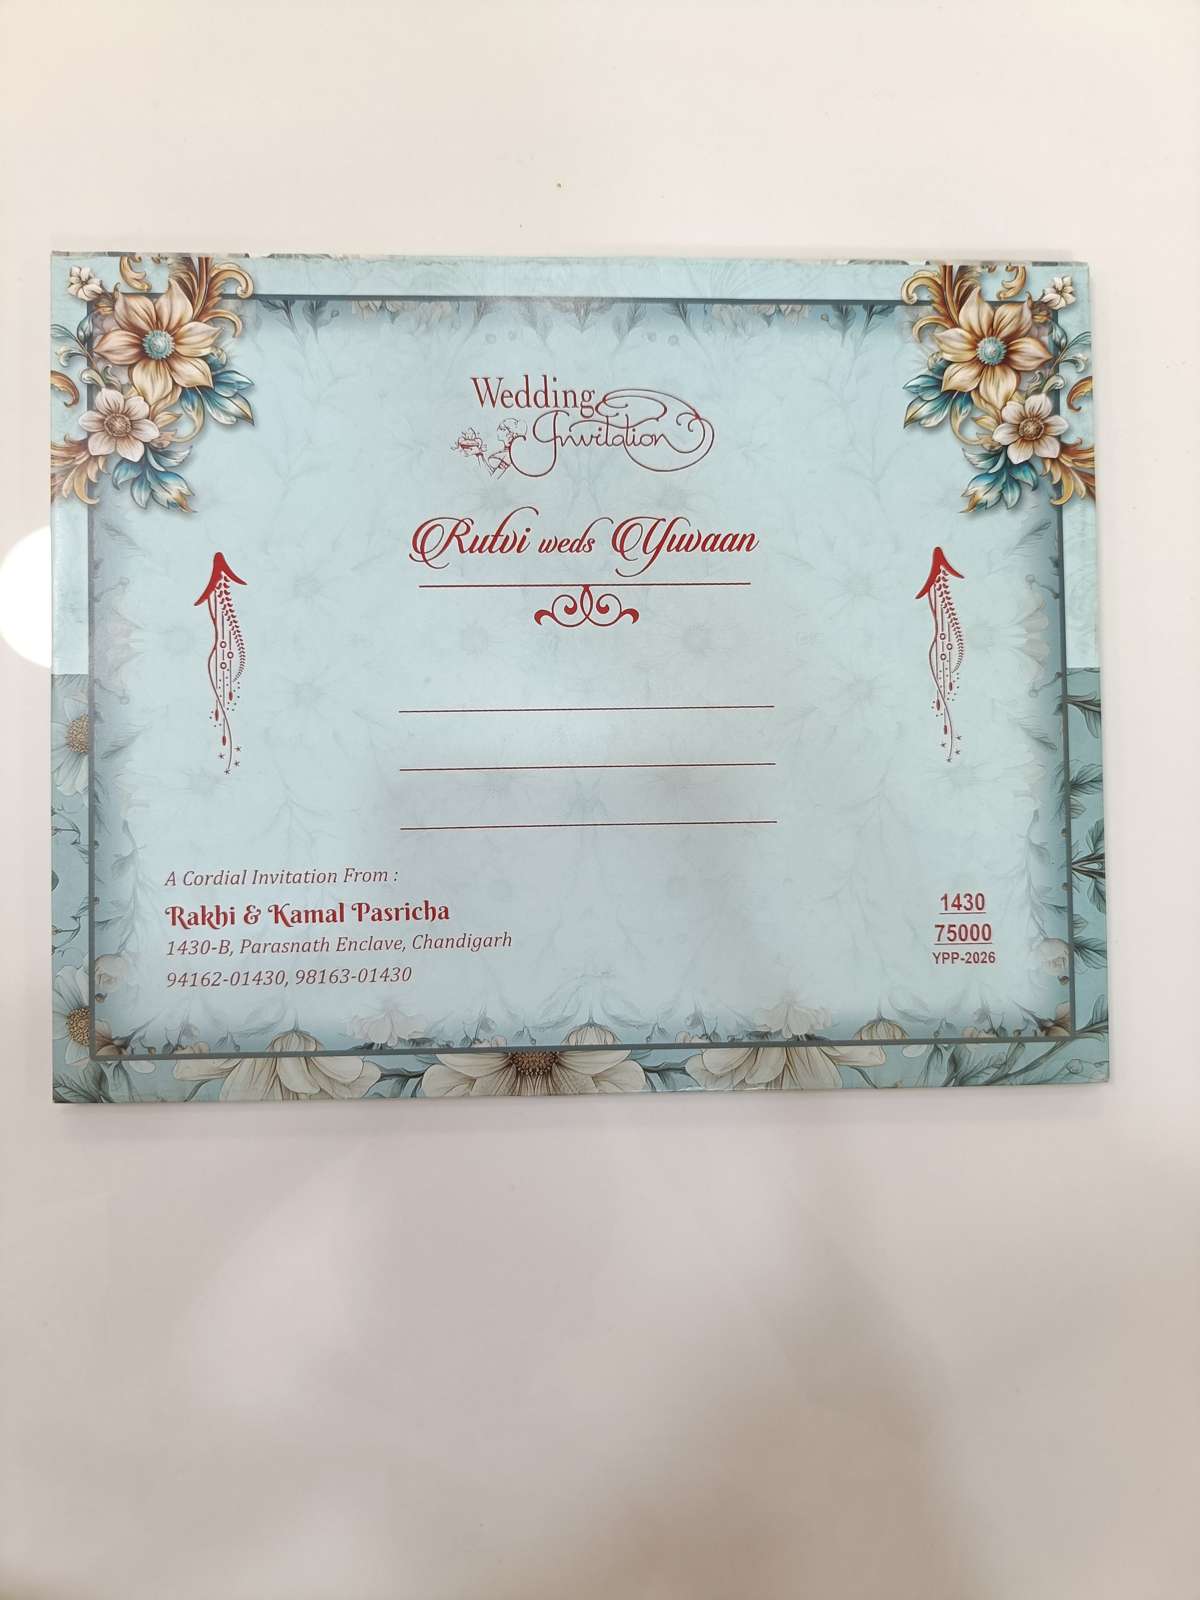 Wedding
Invitation
Rutvi weds Yuvaan
A Cordial Invitation From :
Rakhi & Kamal Pasricha
1430-B, Parasnath Enclave, Chandigarh
94162-01430, 98163-01430
1430
75000
YPP-2026